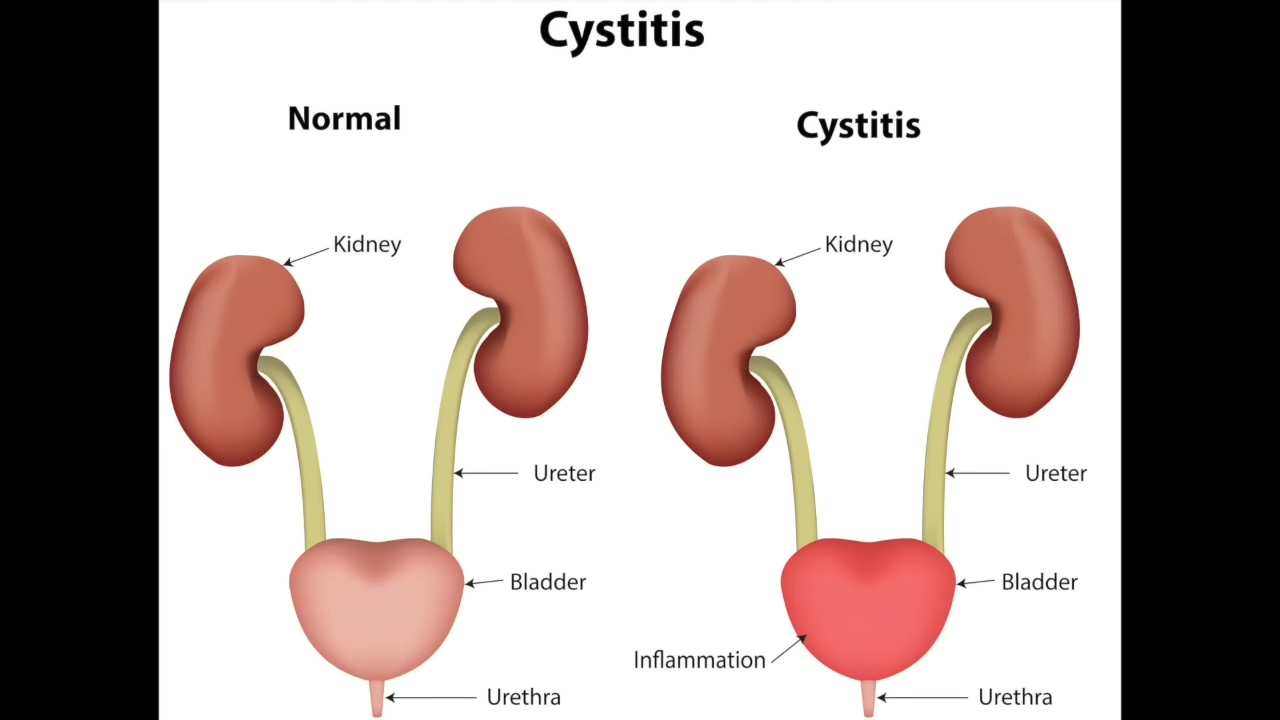 Cystitis
Normal
Kidney
Ureter
Bladder
Urethra
Cystitis
Kidney
Ureter
Bladder
Inflammation
Urethra